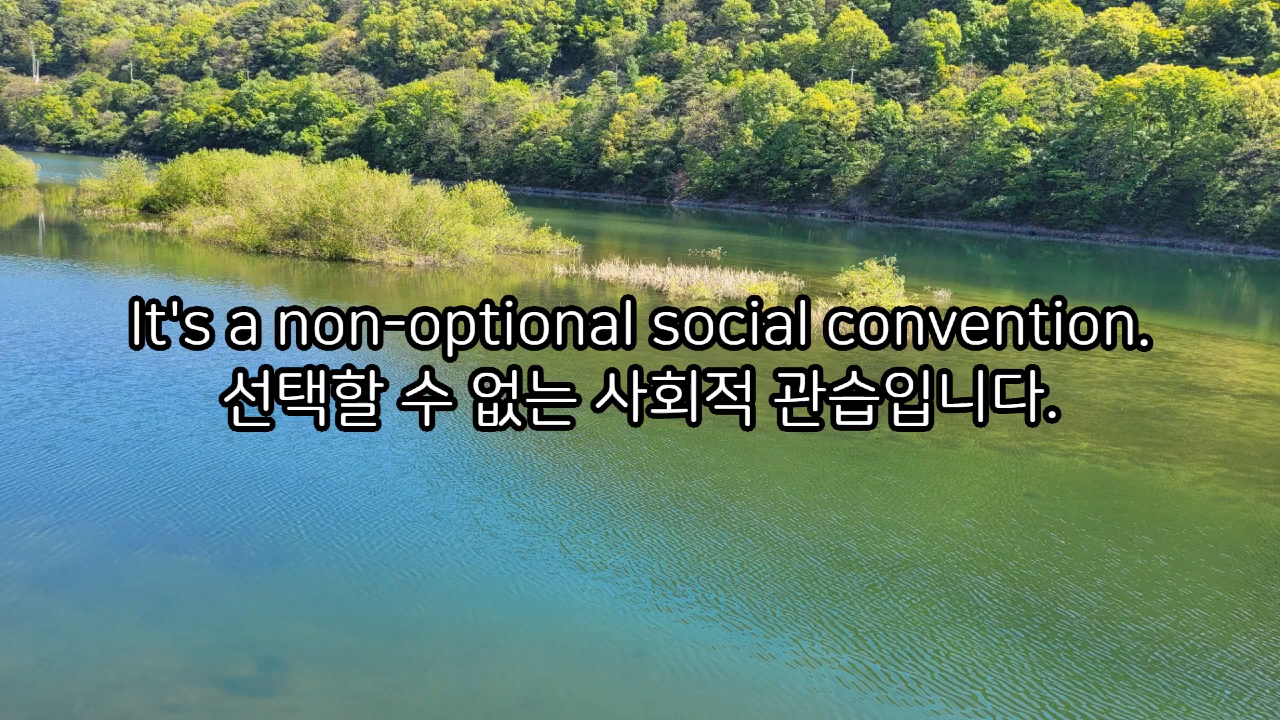 It's a non-optional social convention.
선택할 수 없는 사회적 관습입니다.